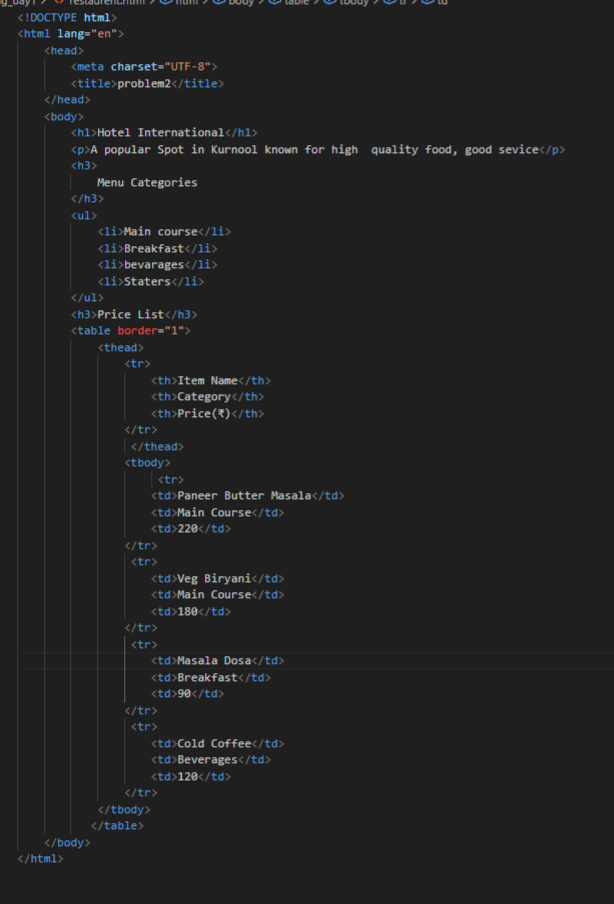 g_day1 > restaurent.html > html > body > table > tbody > tr > td
<!DOCTYPE html>
<html lang="en">
    <head>
        <meta charset="UTF-8">
        <title>problem2</title>
    </head>
    <body>
        <h1>Hotel International</h1>
        <p>A popular Spot in Kurnool known for high  quality food, good sevice</p>
        <h3>
            Menu Categories
        </h3>
        <ul>
            <li>Main course</li>
            <li>Breakfast</li>
            <li>bevarages</li>
            <li>Staters</li>
        </ul>
        <h3>Price List</h3>
        <table border="1">
            <thead>
                <tr>
                    <th>Item Name</th>
                    <th>Category</th>
                    <th>Price(₹)</th>
                </tr>
                 </thead>
                <tbody>
                     <tr>
                    <td>Paneer Butter Masala</td>
                    <td>Main Course</td>
                    <td>220</td>
                </tr>
                 <tr>
                    <td>Veg Biryani</td>
                    <td>Main Course</td>
                    <td>180</td>
                </tr>
                 <tr>
                    <td>Masala Dosa</td>
                    <td>Breakfast</td>
                    <td>90</td>
                </tr>
                 <tr>
                    <td>Cold Coffee</td>
                    <td>Beverages</td>
                    <td>120</td>
                </tr>
            </tbody>
           </table>
    </body>
</html>